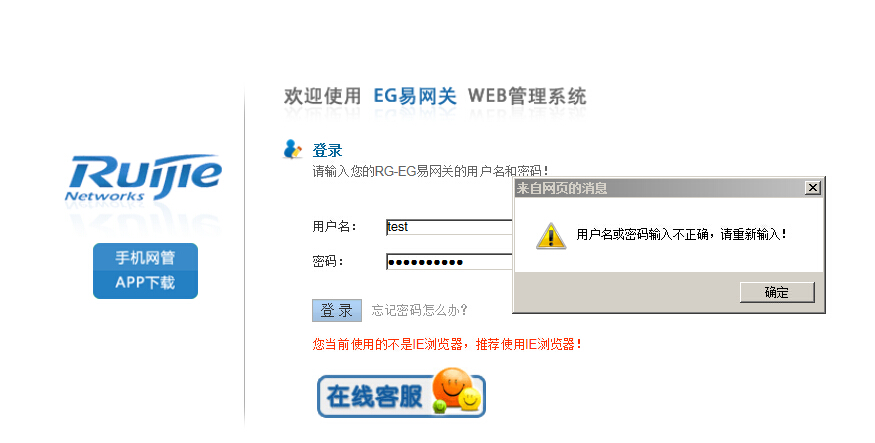 欢迎使用 EG易网关 WEB管理系统
登录
请输入您的RG-EG易网关的用户名和密码！
Ruijie
Networks
手机网管
APP下载
用户名：
test
密码：
●●●●●●●●●●
登 录
忘记密码怎么办？
您当前使用的不是IE浏览器，推荐使用IE浏览器！
在线客服
来自网页的消息
用户名或密码输入不正确，请重新输入！
确定